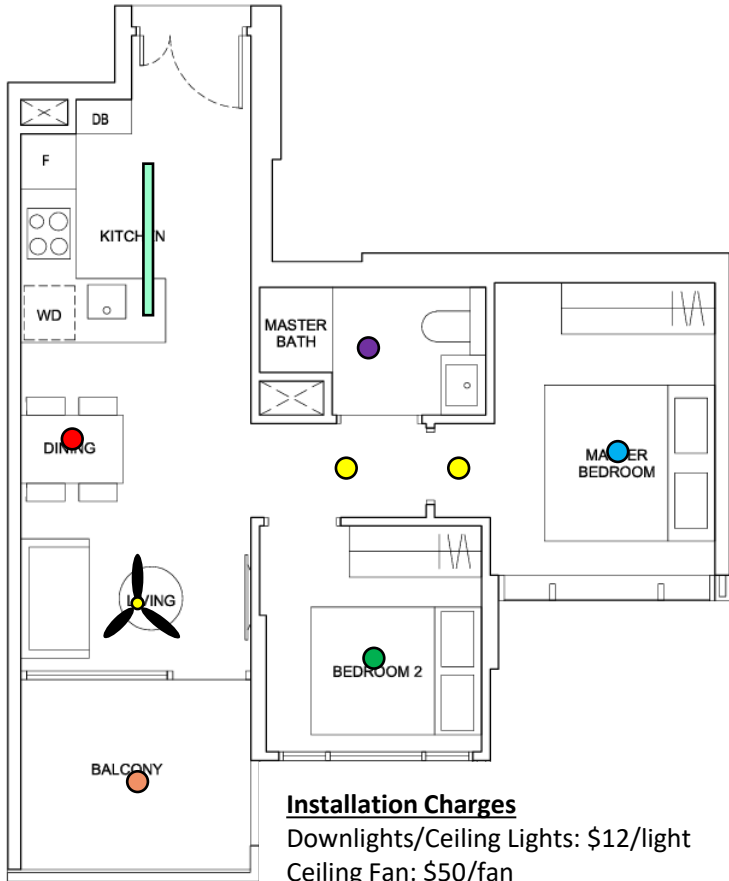 DB
F
KITCHEN
WD
MASTER
BATH
DINING
MASTER
BEDROOM
LIVING
BEDROOM 2
BALCONY
Installation Charges
Downlights/Ceiling Lights: $12/light
Ceiling Fan: $50/fan